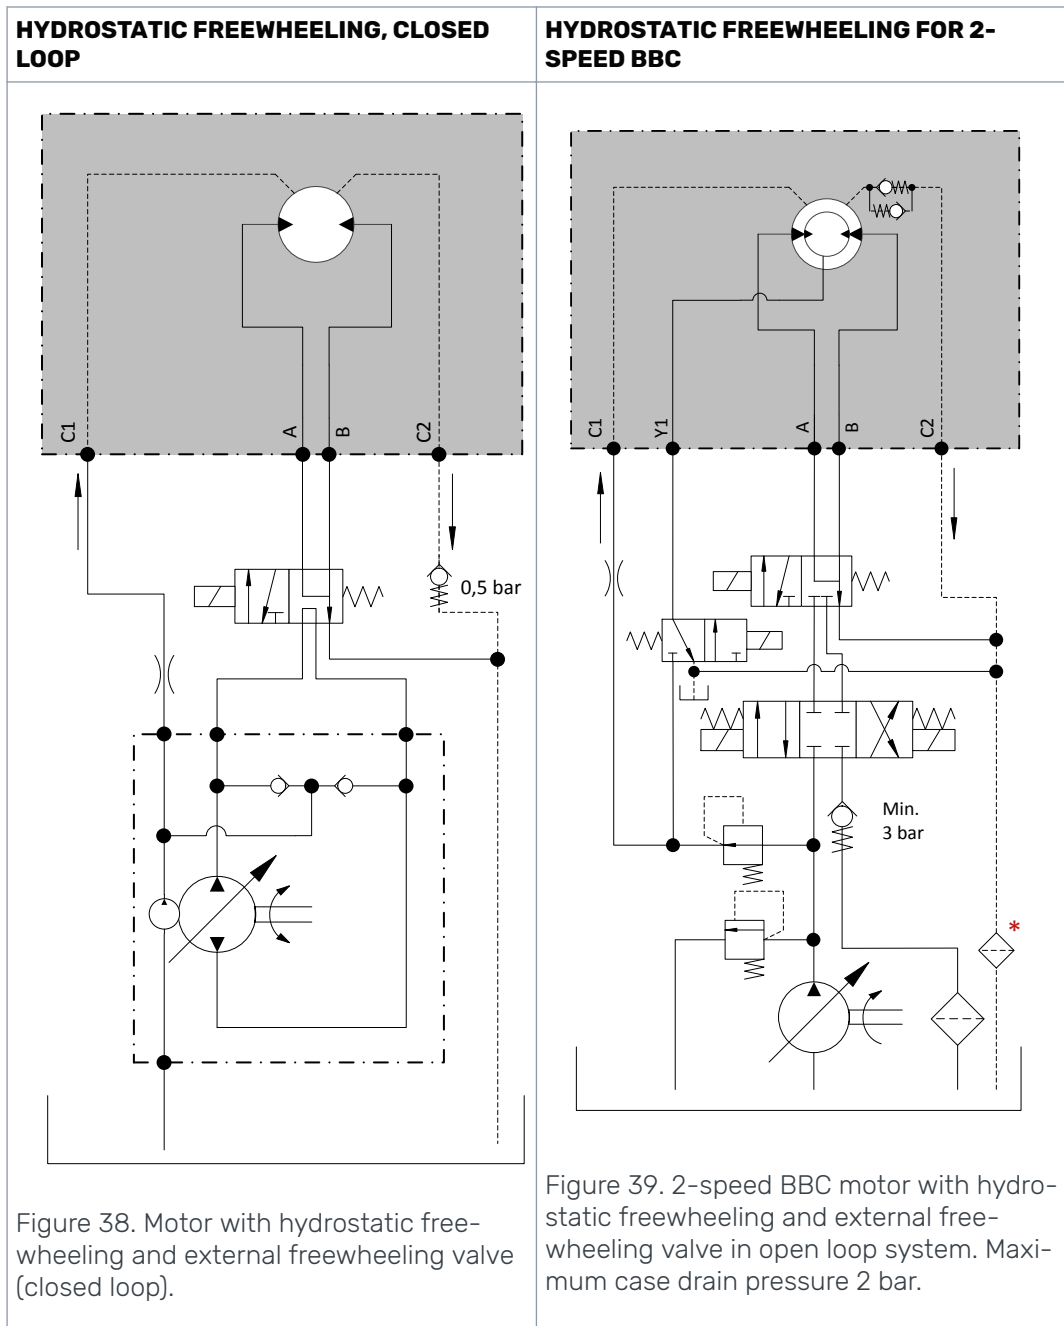 HYDROSTATIC FREEWHEELING, CLOSED
LOOP
C1
A
B
C2
0,5 bar
Figure 38. Motor with hydrostatic free-
wheeling and external freewheeling valve
(closed loop).
HYDROSTATIC FREEWHEELING FOR 2-
SPEED BBC
C1
Y1
A
B
C2
Min.
3 bar
*
Figure 39. 2-speed BBC motor with hydro-
static freewheeling and external free-
wheeling valve in open loop system. Maxi-
mum case drain pressure 2 bar.